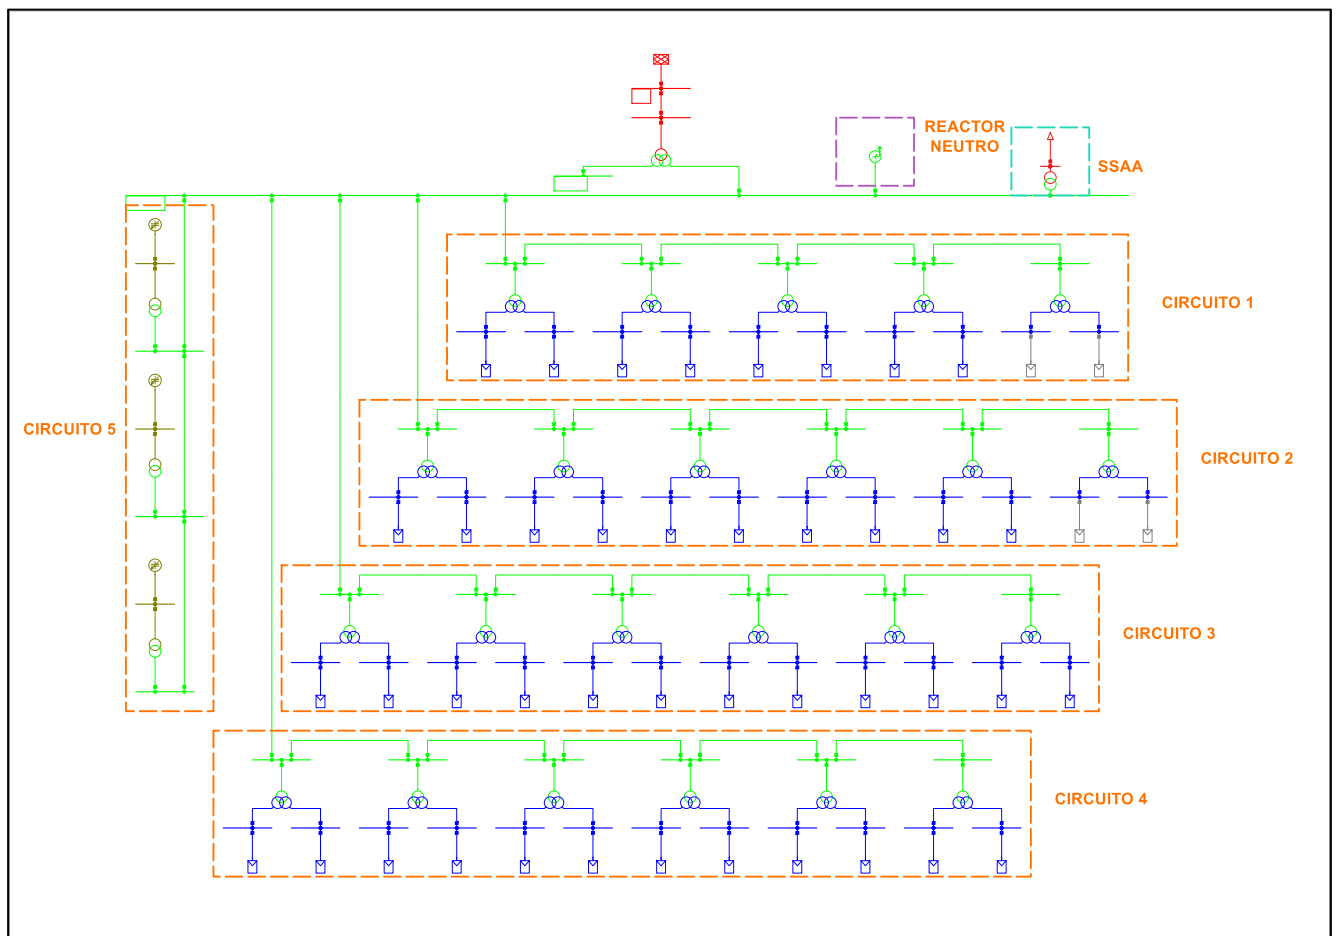 REACTOR
NEUTRO
SSAA
CIRCUITO 1
CIRCUITO 5
CIRCUITO 2
CIRCUITO 3
CIRCUITO 4